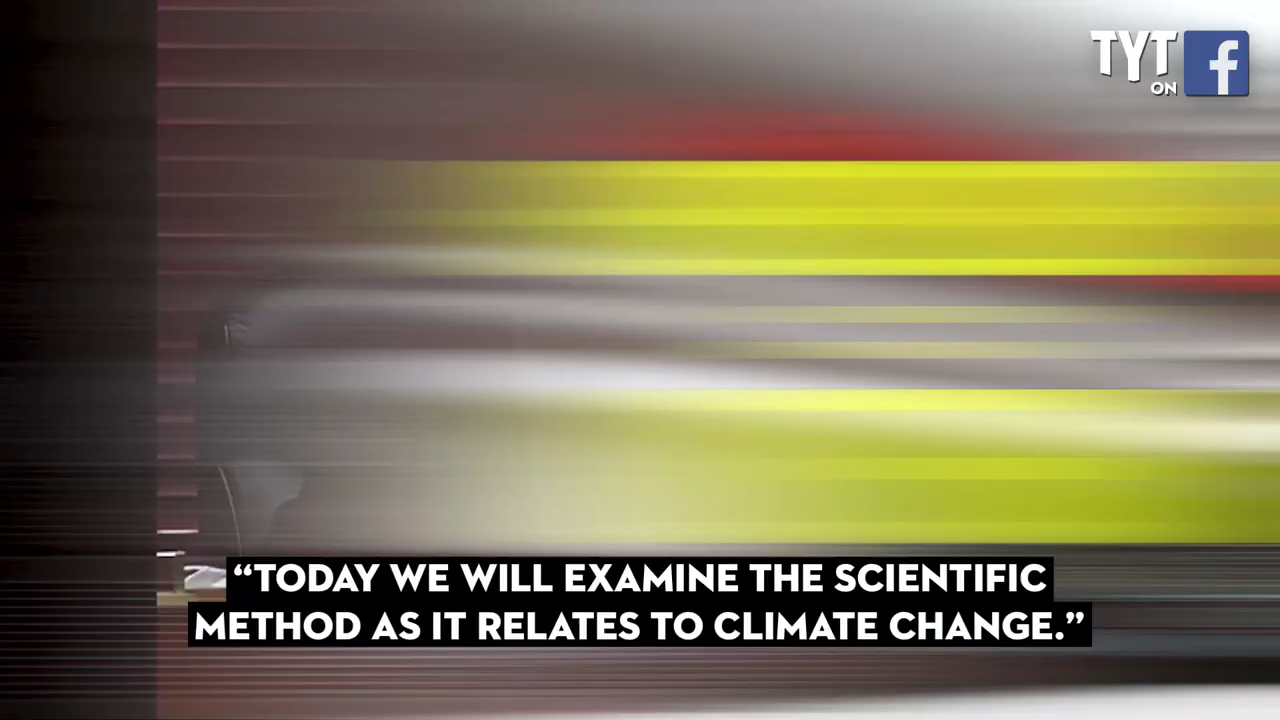 TYT
ON f
“TODAY WE WILL EXAMINE THE SCIENTIFIC
METHOD AS IT RELATES TO CLIMATE CHANGE.”